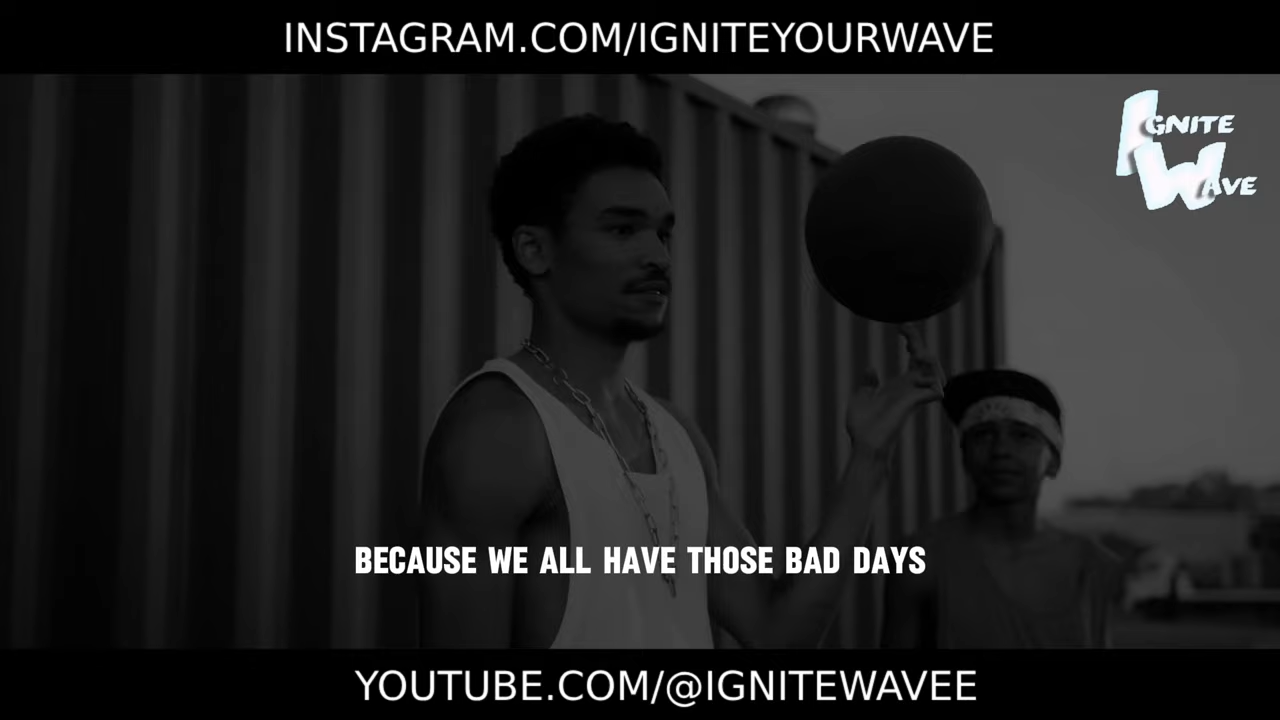 INSTAGRAM.COM/IGNITEYOURWAVE
IGNITE
WAVE
BECAUSE WE ALL HAVE THOSE BAD DAYS
YOUTUBE.COM/@IGNITEWAVEE